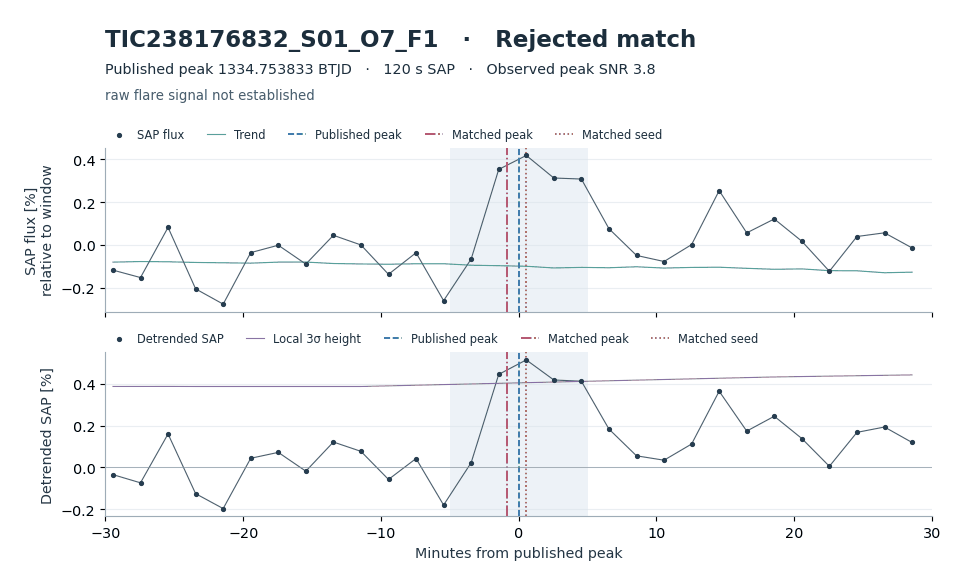 TIC238176832_S01_O7_F1 · Rejected match
Published peak 1334.753833 BTJD · 120 s SAP · Observed peak SNR 3.8
raw flare signal not established
SAP flux Trend Published peak Matched peak Matched seed
SAP flux [%]
relative to window
0.4
0.2
0.0
−0.2
Detrended SAP Local 3σ height Published peak Matched peak Matched seed
Detrended SAP [%]
0.4
0.2
0.0
−0.2
−30 −20 −10 0 10 20 30
Minutes from published peak